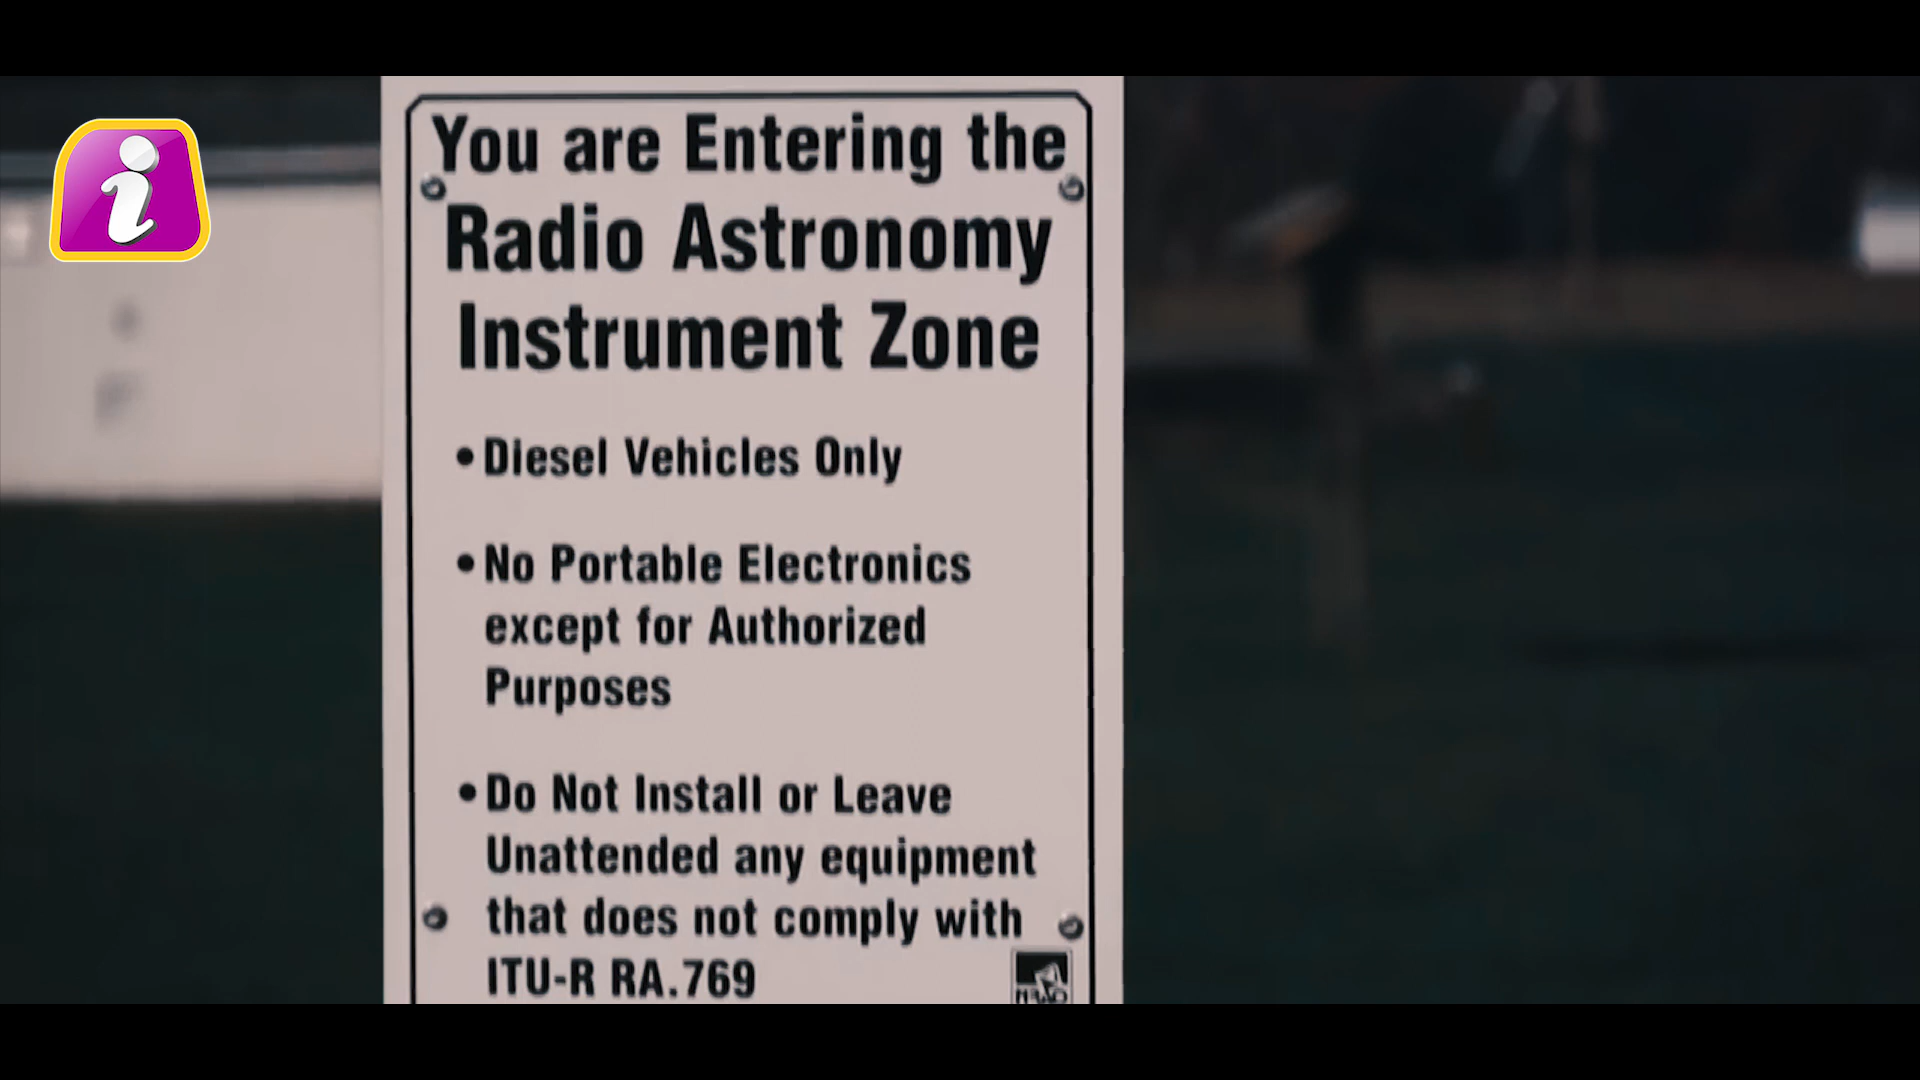 You are Entering the
Radio Astronomy
Instrument Zone
• Diesel Vehicles Only
• No Portable Electronics
except for Authorized
Purposes
• Do Not Install or Leave
Unattended any equipment
that does not comply with
ITU-R RA.769